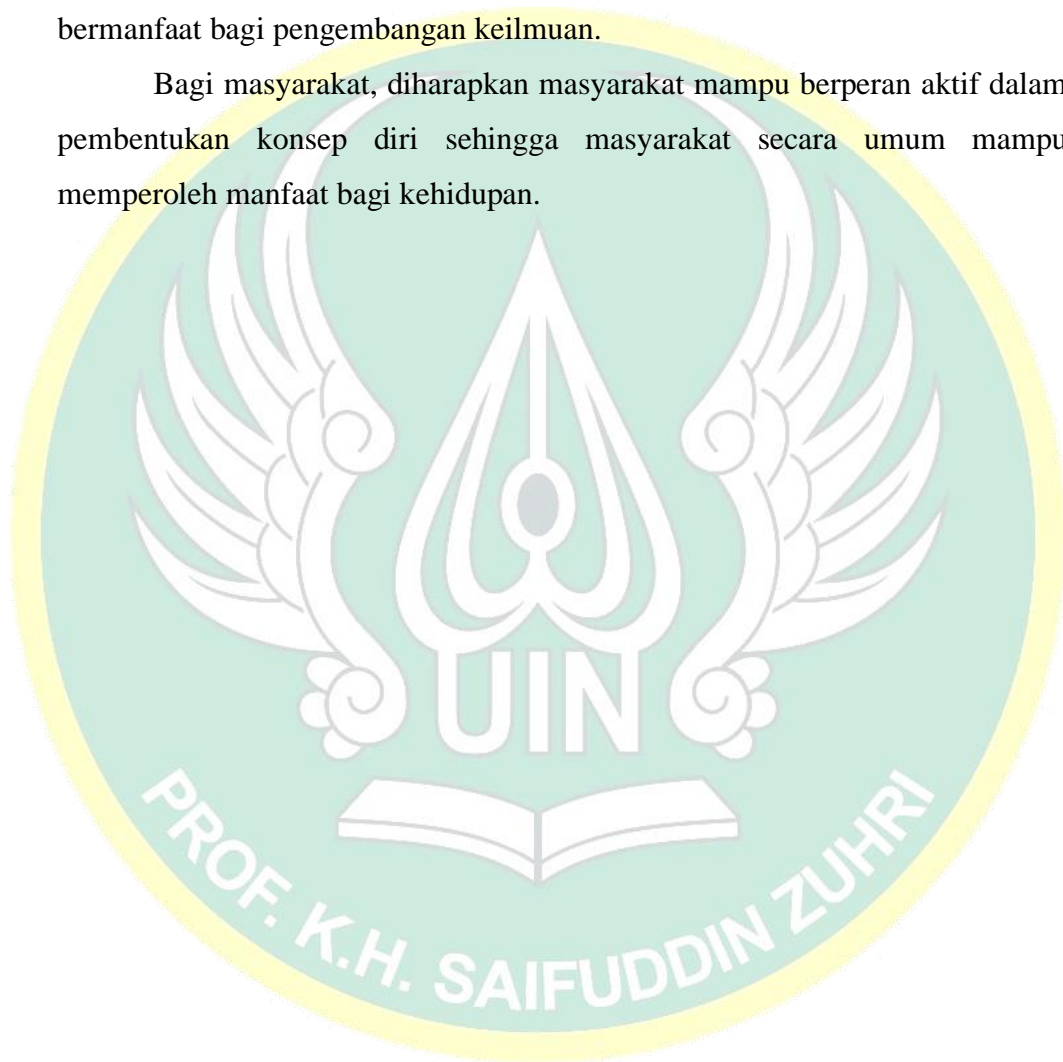 bermanfaat bagi pengembangan keilmuan.
Bagi masyarakat, diharapkan masyarakat mampu berperan aktif dalam
pembentukan konsep diri sehingga masyarakat secara umum mampu
memperoleh manfaat bagi kehidupan.
UIN
PROF. K.H. SAIFUDDIN ZUHRI